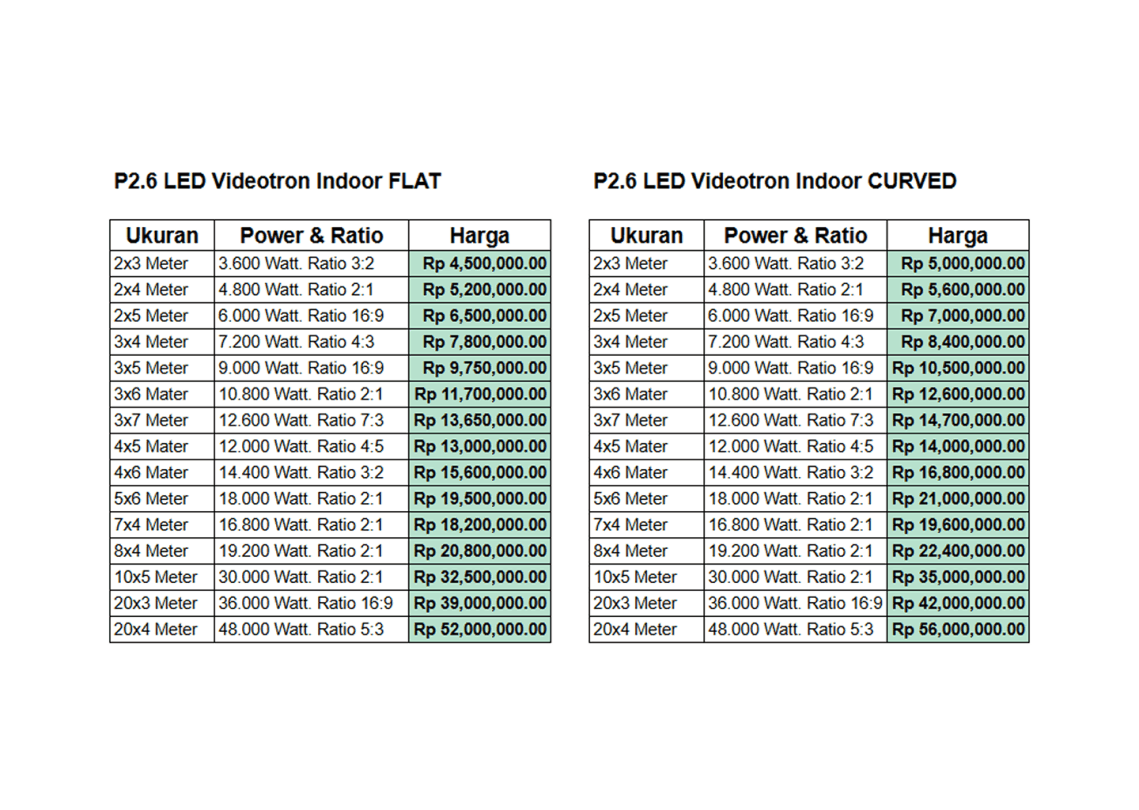 P2.6 LED Videotron Indoor FLAT
Ukuran Power & Ratio Harga
2x3 Meter 3.600 Watt. Ratio 3:2 Rp 4,500,000.00
2x4 Meter 4.800 Watt. Ratio 2:1 Rp 5,200,000.00
2x5 Meter 6.000 Watt. Ratio 16:9 Rp 6,500,000.00
3x4 Meter 7.200 Watt. Ratio 4:3 Rp 7,800,000.00
3x5 Meter 9.000 Watt. Ratio 16:9 Rp 9,750,000.00
3x6 Mater 10.800 Watt. Ratio 2:1 Rp 11,700,000.00
3x7 Meter 12.600 Watt. Ratio 7:3 Rp 13,650,000.00
4x5 Mater 12.000 Watt. Ratio 4:5 Rp 13,000,000.00
4x6 Mater 14.400 Watt. Ratio 3:2 Rp 15,600,000.00
5x6 Meter 18.000 Watt. Ratio 2:1 Rp 19,500,000.00
7x4 Meter 16.800 Watt. Ratio 2:1 Rp 18,200,000.00
8x4 Meter 19.200 Watt. Ratio 2:1 Rp 20,800,000.00
10x5 Meter 30.000 Watt. Ratio 2:1 Rp 32,500,000.00
20x3 Meter 36.000 Watt. Ratio 16:9 Rp 39,000,000.00
20x4 Meter 48.000 Watt. Ratio 5:3 Rp 52,000,000.00
P2.6 LED Videotron Indoor CURVED
Ukuran Power & Ratio Harga
2x3 Meter 3.600 Watt. Ratio 3:2 Rp 5,000,000.00
2x4 Meter 4.800 Watt. Ratio 2:1 Rp 5,600,000.00
2x5 Meter 6.000 Watt. Ratio 16:9 Rp 7,000,000.00
3x4 Meter 7.200 Watt. Ratio 4:3 Rp 8,400,000.00
3x5 Meter 9.000 Watt. Ratio 16:9 Rp 10,500,000.00
3x6 Mater 10.800 Watt. Ratio 2:1 Rp 12,600,000.00
3x7 Meter 12.600 Watt. Ratio 7:3 Rp 14,700,000.00
4x5 Mater 12.000 Watt. Ratio 4:5 Rp 14,000,000.00
4x6 Mater 14.400 Watt. Ratio 3:2 Rp 16,800,000.00
5x6 Meter 18.000 Watt. Ratio 2:1 Rp 21,000,000.00
7x4 Meter 16.800 Watt. Ratio 2:1 Rp 19,600,000.00
8x4 Meter 19.200 Watt. Ratio 2:1 Rp 22,400,000.00
10x5 Meter 30.000 Watt. Ratio 2:1 Rp 35,000,000.00
20x3 Meter 36.000 Watt. Ratio 16:9 Rp 42,000,000.00
20x4 Meter 48.000 Watt. Ratio 5:3 Rp 56,000,000.00